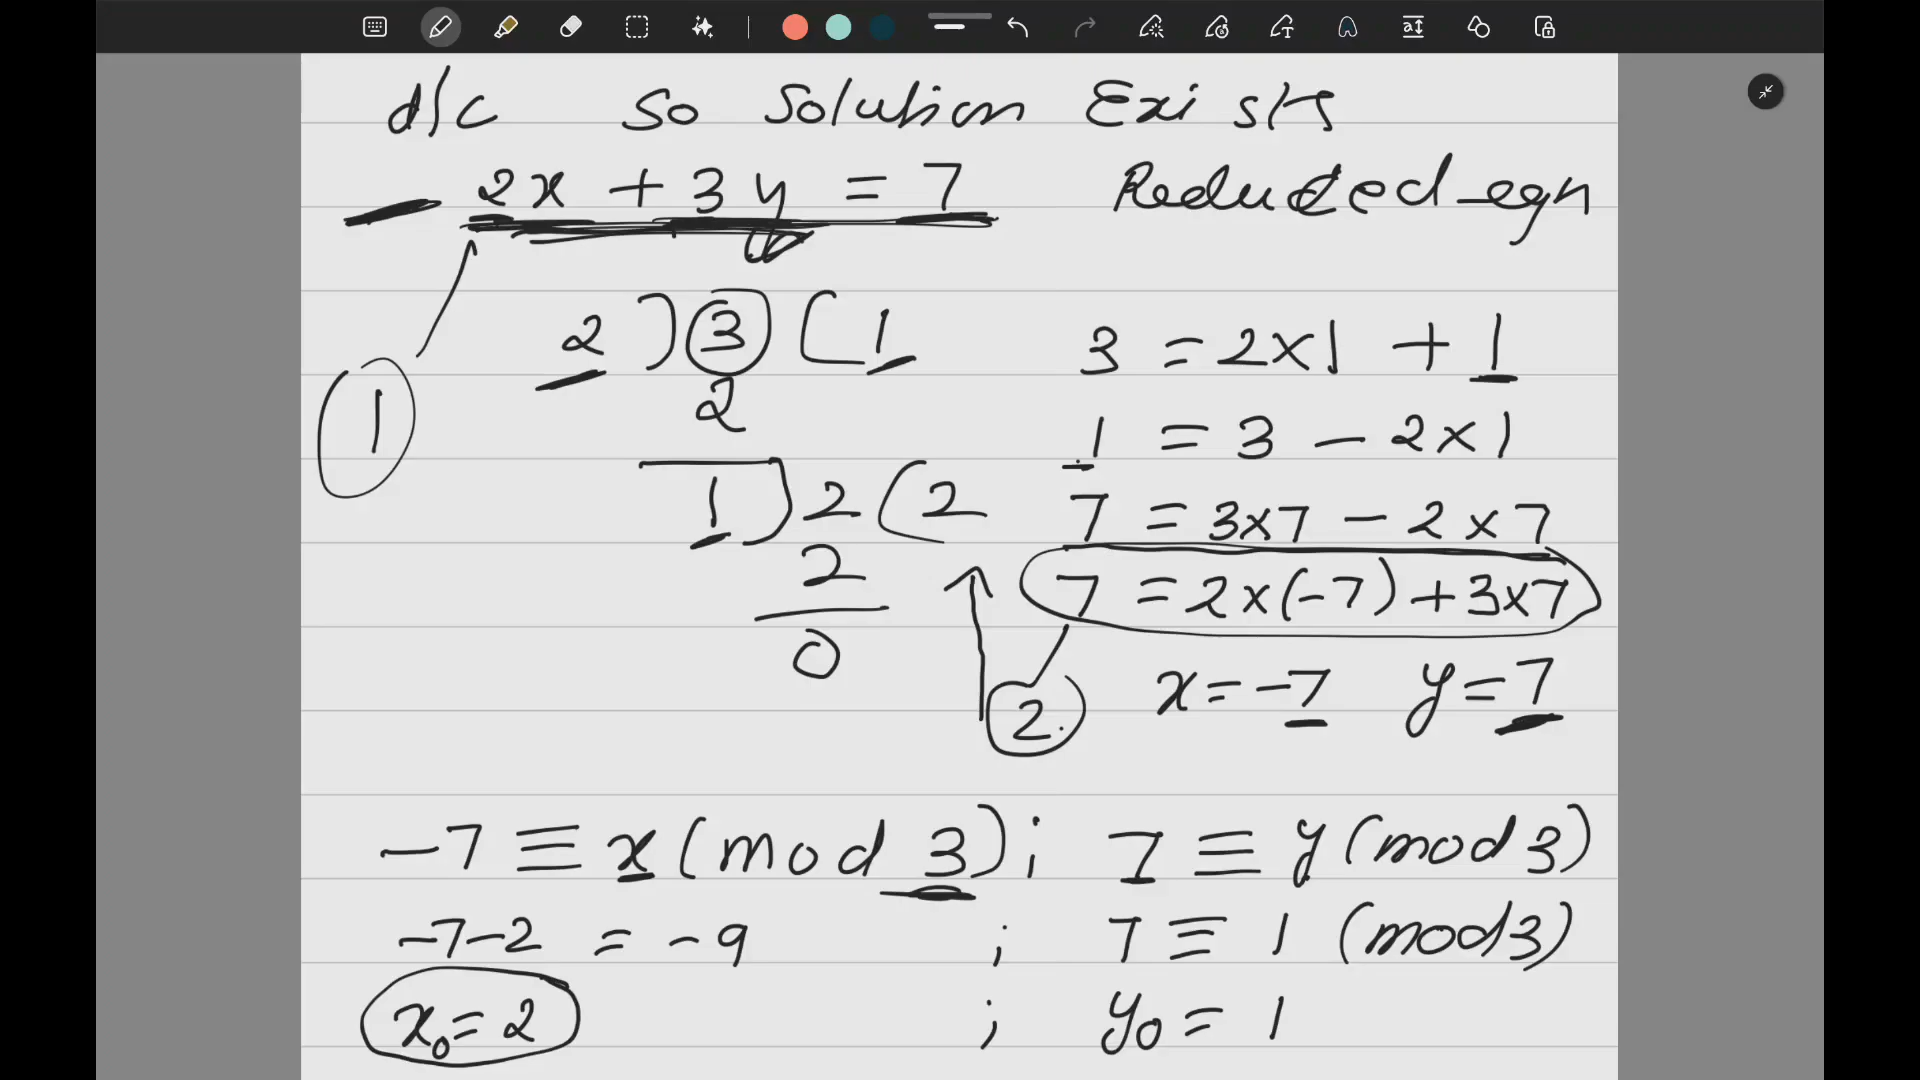 d/c so Solution Exists
2x + 3y = 7 Reduced eqn
2 ) 3 ( 1 3 = 2x1 + 1
2
1 1 = 3 - 2x1
1 ) 2 ( 2 7 = 3x7 - 2x7
2 7 = 2x(-7) + 3x7
0
2. x = -7 y = 7
-7 ≡ x (mod 3) ; 7 ≡ y (mod 3)
-7-2 = -9 ; 7 ≡ 1 (mod 3)
x₀ = 2 ; y₀ = 1